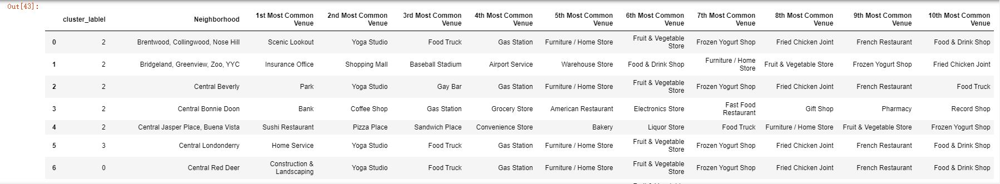 Out[43]:
cluster_lablel Neighborhood 1st Most Common Venue 2nd Most Common Venue 3rd Most Common Venue 4th Most Common Venue 5th Most Common Venue 6th Most Common Venue 7th Most Common Venue 8th Most Common Venue 9th Most Common Venue 10th Most Common Venue
0 2 Brentwood, Collingwood, Nose Hill Scenic Lookout Yoga Studio Food Truck Gas Station Furniture / Home Store Fruit & Vegetable Store Frozen Yogurt Shop Fried Chicken Joint French Restaurant Food & Drink Shop
1 2 Bridgeland, Greenview, Zoo, YYC Insurance Office Shopping Mall Baseball Stadium Airport Service Warehouse Store Food & Drink Shop Furniture / Home Store Fruit & Vegetable Store Frozen Yogurt Shop Fried Chicken Joint
2 2 Central Beverly Park Yoga Studio Gay Bar Gas Station Furniture / Home Store Fruit & Vegetable Store Frozen Yogurt Shop Fried Chicken Joint French Restaurant Food Truck
3 2 Central Bonnie Doon Bank Coffee Shop Gas Station Grocery Store American Restaurant Electronics Store Fast Food Restaurant Gift Shop Pharmacy Record Shop
4 2 Central Jasper Place, Buena Vista Sushi Restaurant Pizza Place Sandwich Place Convenience Store Bakery Liquor Store Food Truck Furniture / Home Store Fruit & Vegetable Store Frozen Yogurt Shop
5 3 Central Londonderry Home Service Yoga Studio Food Truck Gas Station Furniture / Home Store Fruit & Vegetable Store Frozen Yogurt Shop Fried Chicken Joint French Restaurant Food & Drink Shop
6 0 Central Red Deer Construction & Landscaping Yoga Studio Food Truck Gas Station Furniture / Home Store Fruit & Vegetable Store Frozen Yogurt Shop Fried Chicken Joint French Restaurant Food & Drink Shop